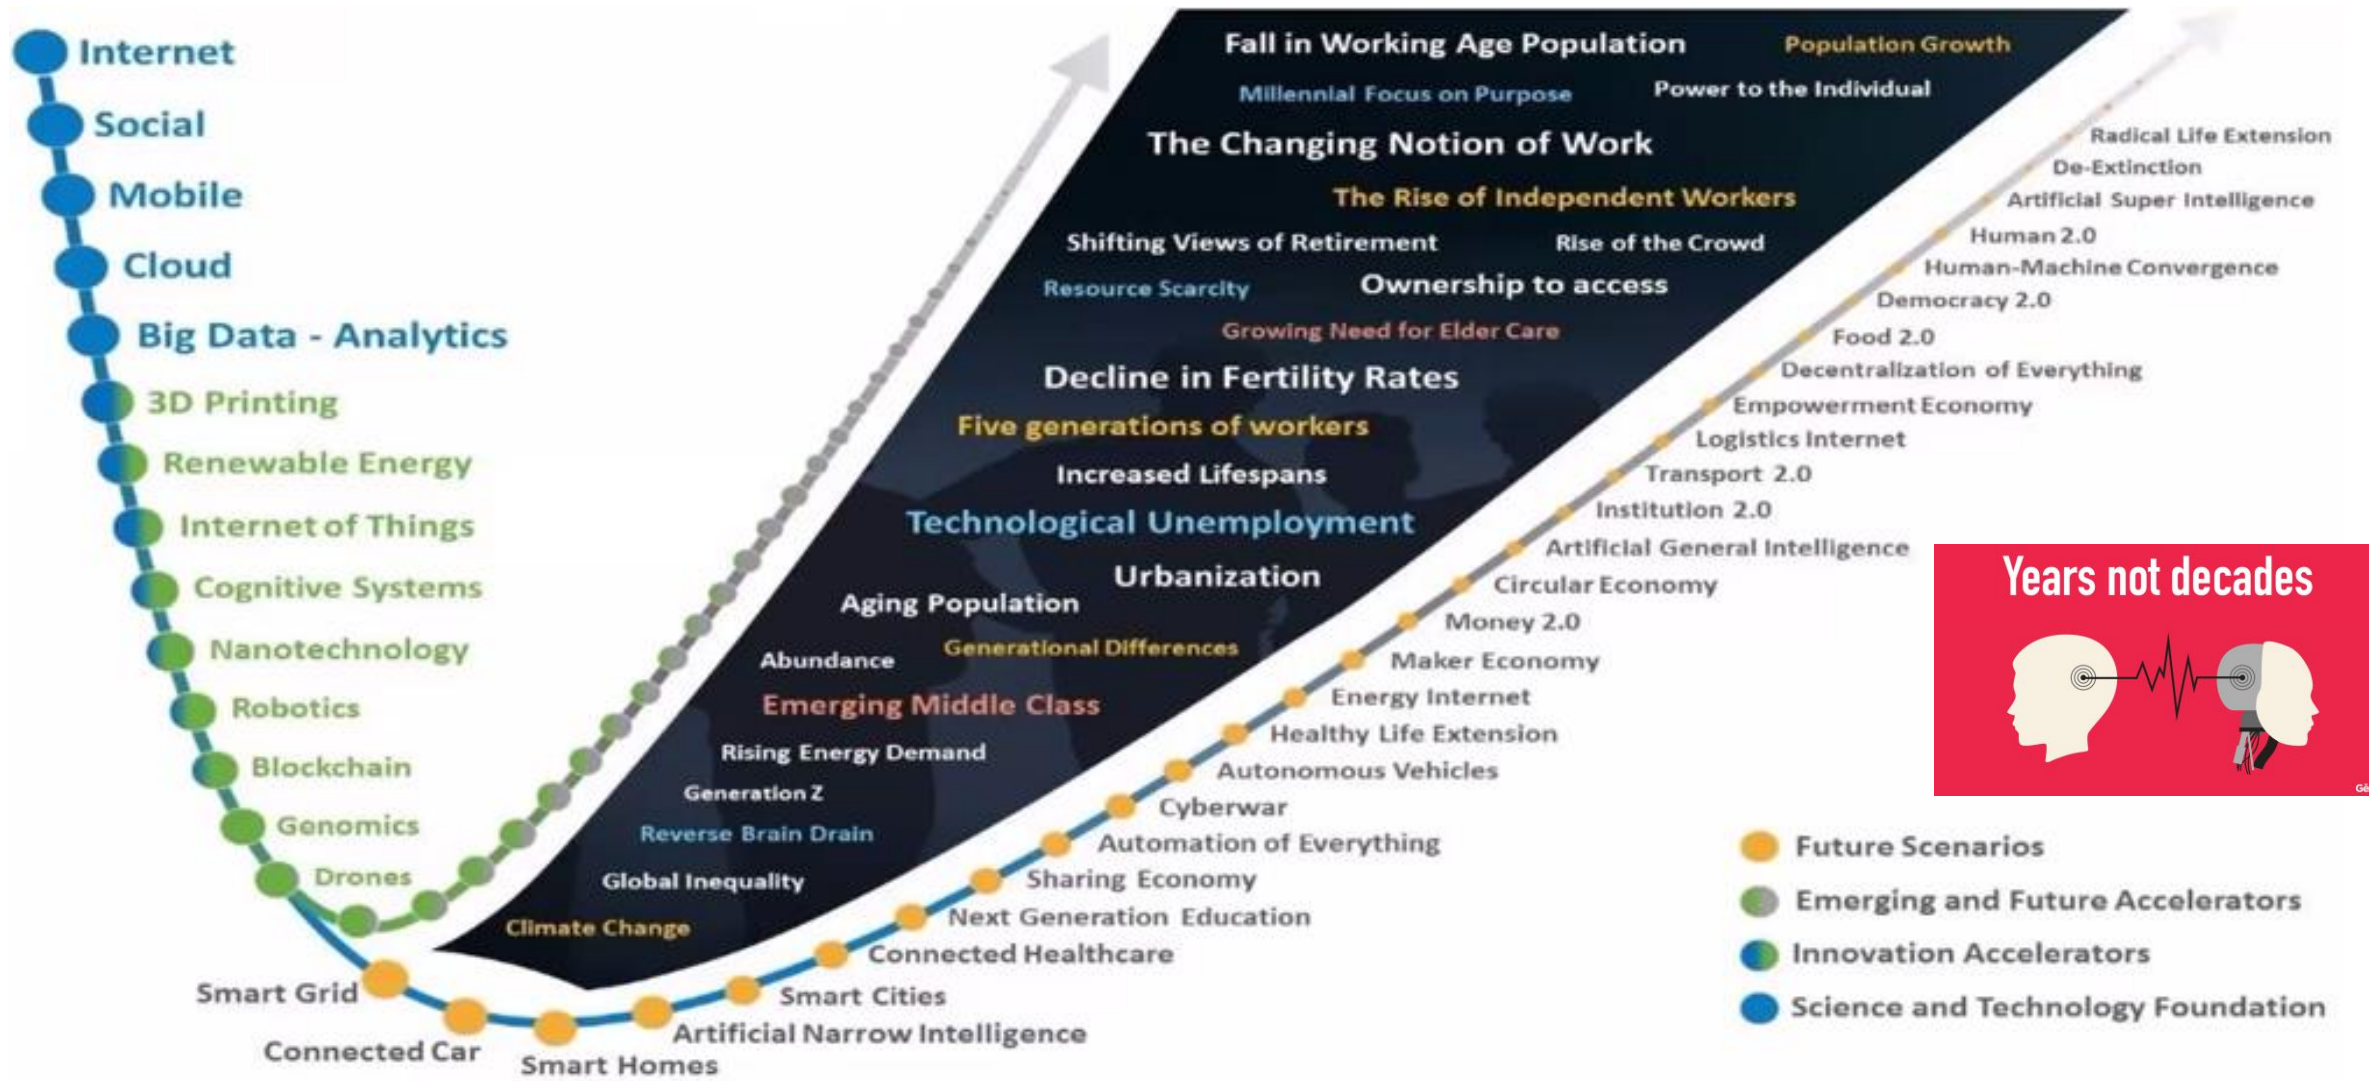 Internet
Social
Mobile
Cloud
Big Data - Analytics
3D Printing
Renewable Energy
Internet of Things
Cognitive Systems
Nanotechnology
Robotics
Blockchain
Genomics
Drones
Fall in Working Age Population
Population Growth
Millennial Focus on Purpose
Power to the Individual
The Changing Notion of Work
The Rise of Independent Workers
Shifting Views of Retirement
Rise of the Crowd
Resource Scarcity
Ownership to access
Growing Need for Elder Care
Decline in Fertility Rates
Five generations of workers
Increased Lifespans
Technological Unemployment
Urbanization
Aging Population
Generational Differences
Abundance
Emerging Middle Class
Rising Energy Demand
Generation Z
Reverse Brain Drain
Global Inequality
Climate Change
Radical Life Extension
De-Extinction
Artificial Super Intelligence
Human 2.0
Human-Machine Convergence
Democracy 2.0
Food 2.0
Decentralization of Everything
Empowerment Economy
Logistics Internet
Transport 2.0
Institution 2.0
Artificial General Intelligence
Circular Economy
Money 2.0
Maker Economy
Energy Internet
Healthy Life Extension
Autonomous Vehicles
Cyberwar
Automation of Everything
Sharing Economy
Next Generation Education
Connected Healthcare
Smart Cities
Artificial Narrow Intelligence
Smart Homes
Connected Car
Smart Grid
Years not decades
Future Scenarios
Emerging and Future Accelerators
Innovation Accelerators
Science and Technology Foundation